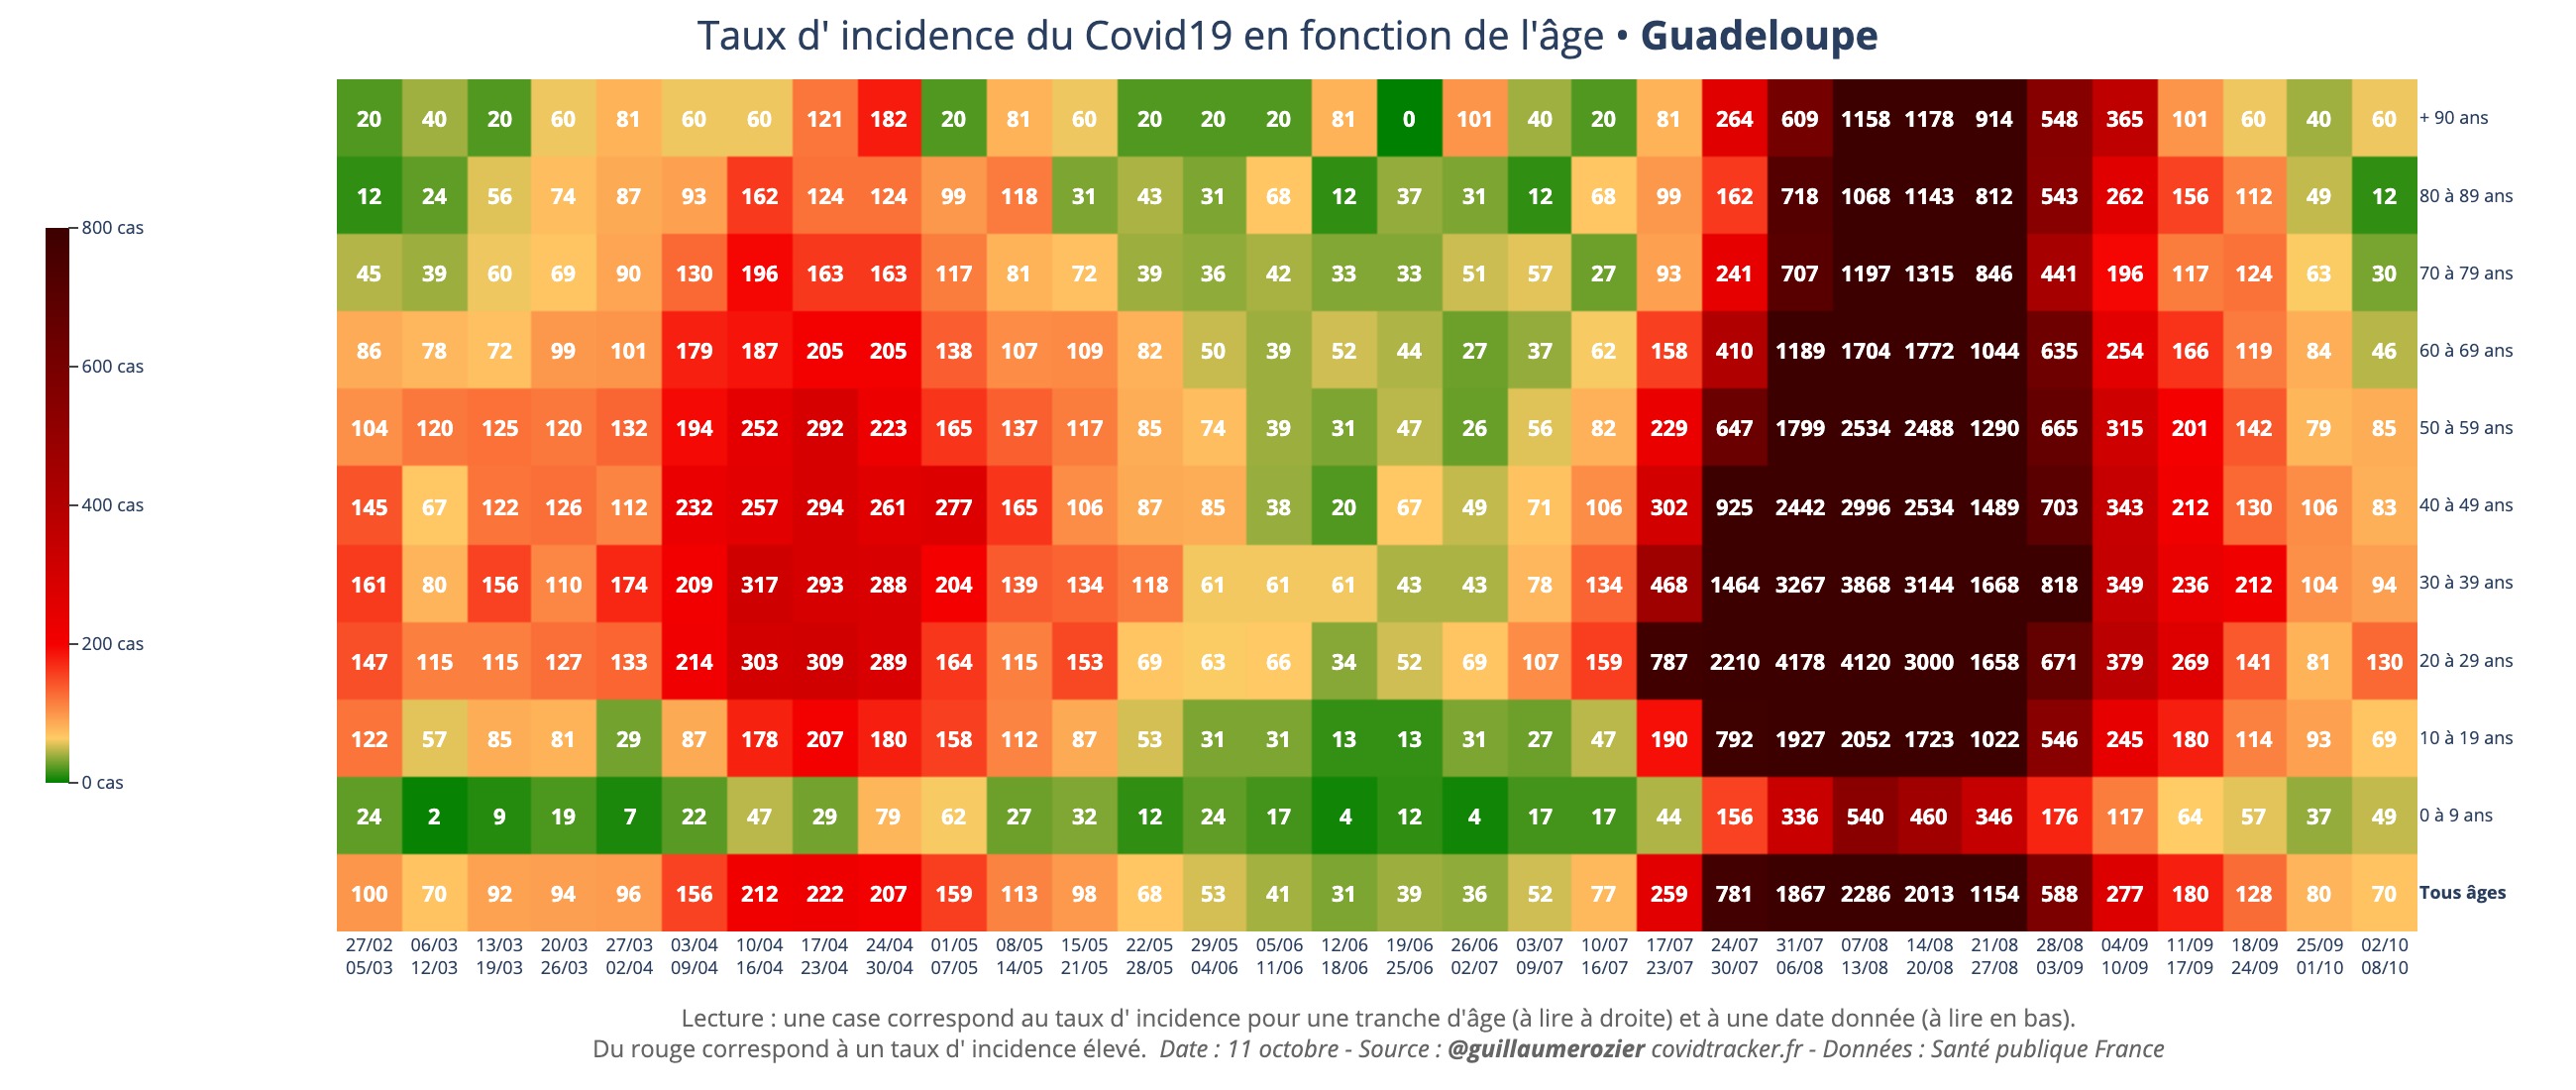 Taux d' incidence du Covid19 en fonction de l'âge • Guadeloupe
20 40 20 60 81 60 60 121 182 20 81 60 20 20 20 81 0 101 40 20 81 264 609 1158 1178 914 548 365 101 60 40 60 + 90 ans
12 24 56 74 87 93 162 124 124 99 118 31 43 31 68 12 37 31 12 68 99 162 718 1068 1143 812 543 262 156 112 49 12 80 à 89 ans
800 cas
45 39 60 69 90 130 196 163 163 117 81 72 39 36 42 33 33 51 57 27 93 241 707 1197 1315 846 441 196 117 124 63 30 70 à 79 ans
86 78 72 99 101 179 187 205 205 138 107 109 82 50 39 52 44 27 37 62 158 410 1189 1704 1772 1044 635 254 166 119 84 46 60 à 69 ans
600 cas
104 120 125 120 132 194 252 292 223 165 137 117 85 74 39 31 47 26 56 82 229 647 1799 2534 2488 1290 665 315 201 142 79 85 50 à 59 ans
400 cas
145 67 122 126 112 232 257 294 261 277 165 106 87 85 38 20 67 49 71 106 302 925 2442 2996 2534 1489 703 343 212 130 106 83 40 à 49 ans
161 80 156 110 174 209 317 293 288 204 139 134 118 61 61 61 43 43 78 134 468 1464 3267 3868 3144 1668 818 349 236 212 104 94 30 à 39 ans
200 cas
147 115 115 127 133 214 303 309 289 164 115 153 69 63 66 34 52 69 107 159 787 2210 4178 4120 3000 1658 671 379 269 141 81 130 20 à 29 ans
122 57 85 81 29 87 178 207 180 158 112 87 53 31 31 13 13 31 27 47 190 792 1927 2052 1723 1022 546 245 180 114 93 69 10 à 19 ans
0 cas
24 2 9 19 7 22 47 29 79 62 27 32 12 24 17 4 12 4 17 17 44 156 336 540 460 346 176 117 64 57 37 49 0 à 9 ans
100 70 92 94 96 156 212 222 207 159 113 98 68 53 41 31 39 36 52 77 259 781 1867 2286 2013 1154 588 277 180 128 80 70 Tous âges
27/02 06/03 13/03 20/03 27/03 03/04 10/04 17/04 24/04 01/05 08/05 15/05 22/05 29/05 05/06 12/06 19/06 26/06 03/07 10/07 17/07 24/07 31/07 07/08 14/08 21/08 28/08 04/09 11/09 18/09 25/09 02/10
05/03 12/03 19/03 26/03 02/04 09/04 16/04 23/04 30/04 07/05 14/05 21/05 28/05 04/06 11/06 18/06 25/06 02/07 09/07 16/07 23/07 30/07 06/08 13/08 20/08 27/08 03/09 10/09 17/09 24/09 01/10 08/10
Lecture : une case correspond au taux d' incidence pour une tranche d'âge (à lire à droite) et à une date donnée (à lire en bas).
Du rouge correspond à un taux d' incidence élevé. Date : 11 octobre - Source : @guillaumerozier covidtracker.fr - Données : Santé publique France